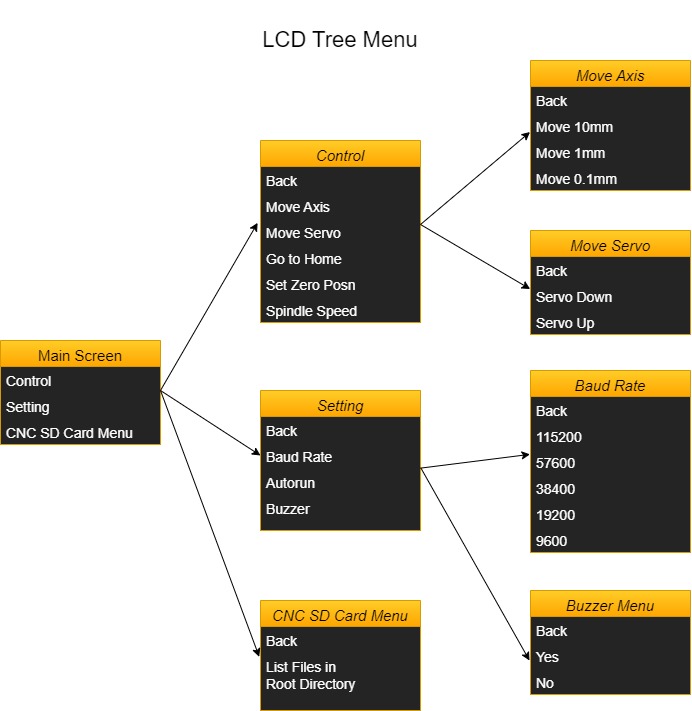 LCD Tree Menu
Main Screen
Control
Setting
CNC SD Card Menu
Control
Back
Move Axis
Move Servo
Go to Home
Set Zero Posn
Spindle Speed
Setting
Back
Baud Rate
Autorun
Buzzer
CNC SD Card Menu
Back
List Files in
Root Directory
Move Axis
Back
Move 10mm
Move 1mm
Move 0.1mm
Move Servo
Back
Servo Down
Servo Up
Baud Rate
Back
115200
57600
38400
19200
9600
Buzzer Menu
Back
Yes
No